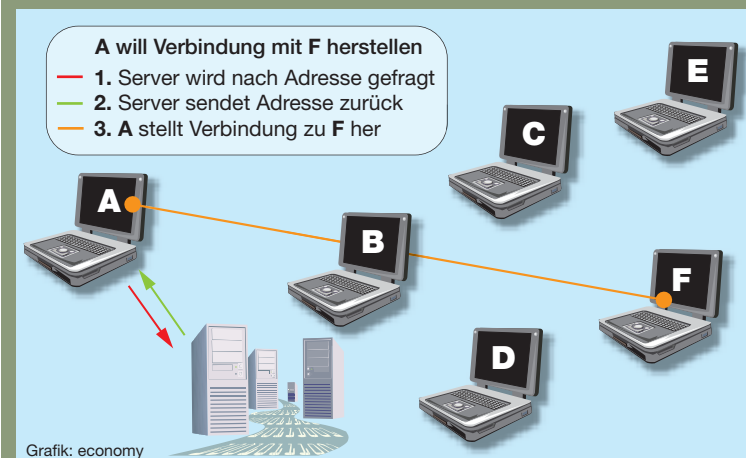 A will Verbindung mit F herstellen
1. Server wird nach Adresse gefragt
2. Server sendet Adresse zurück
3. A stellt Verbindung zu F her
E
C
A
B
F
D
Grafik: economy